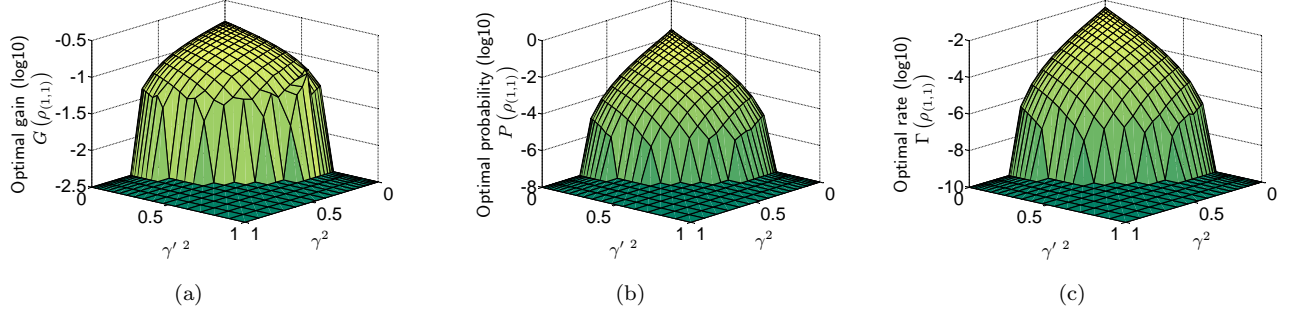 Optimal gain (log10)
G (ρ(1,1))
-0.5
-1
-1.5
-2
-2.5
0
0.5
1
1
0.5
0
γ′ 2
γ2
(a)
Optimal probability (log10)
P (ρ(1,1))
0
-2
-4
-6
-8
0
0.5
1
1
0.5
0
γ′ 2
γ2
(b)
Optimal rate (log10)
Γ (ρ(1,1))
-2
-4
-6
-8
-10
0
0.5
1
1
0.5
0
γ′ 2
γ2
(c)